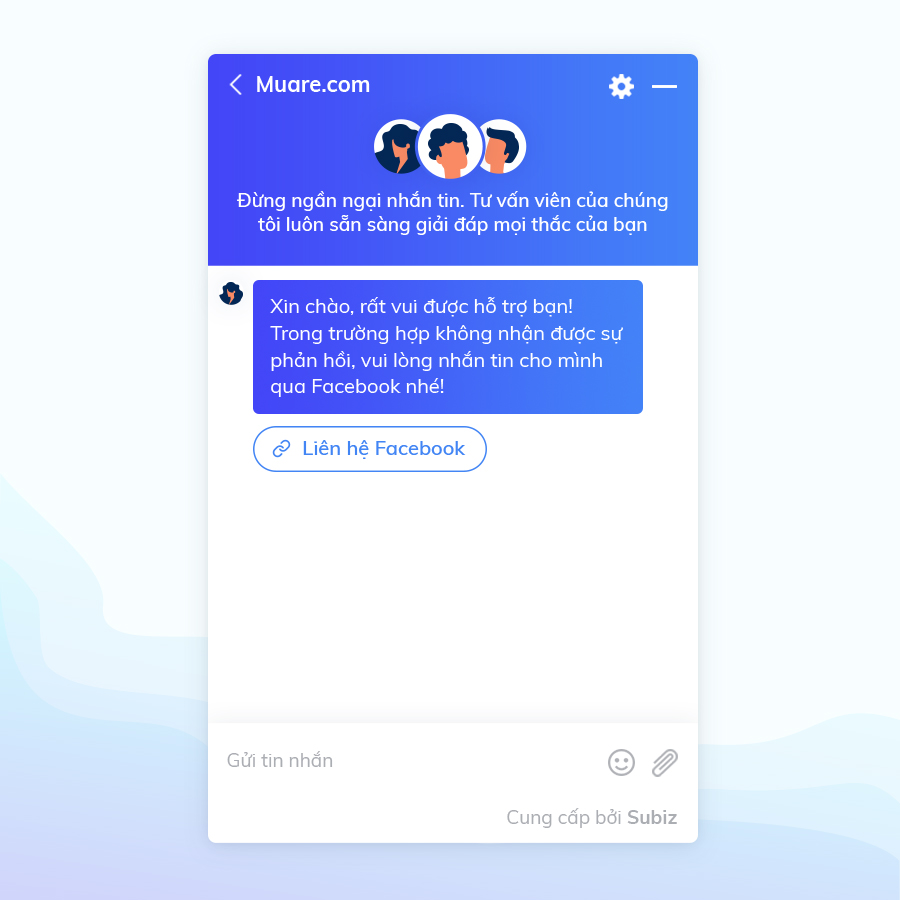 Muare.com
Đừng ngần ngại nhắn tin. Tư vấn viên của chúng
tôi luôn sẵn sàng giải đáp mọi thắc của bạn
Xin chào, rất vui được hỗ trợ bạn!
Trong trường hợp không nhận được sự
phản hồi, vui lòng nhắn tin cho mình
qua Facebook nhé!
Liên hệ Facebook
Gửi tin nhắn
Cung cấp bởi Subiz